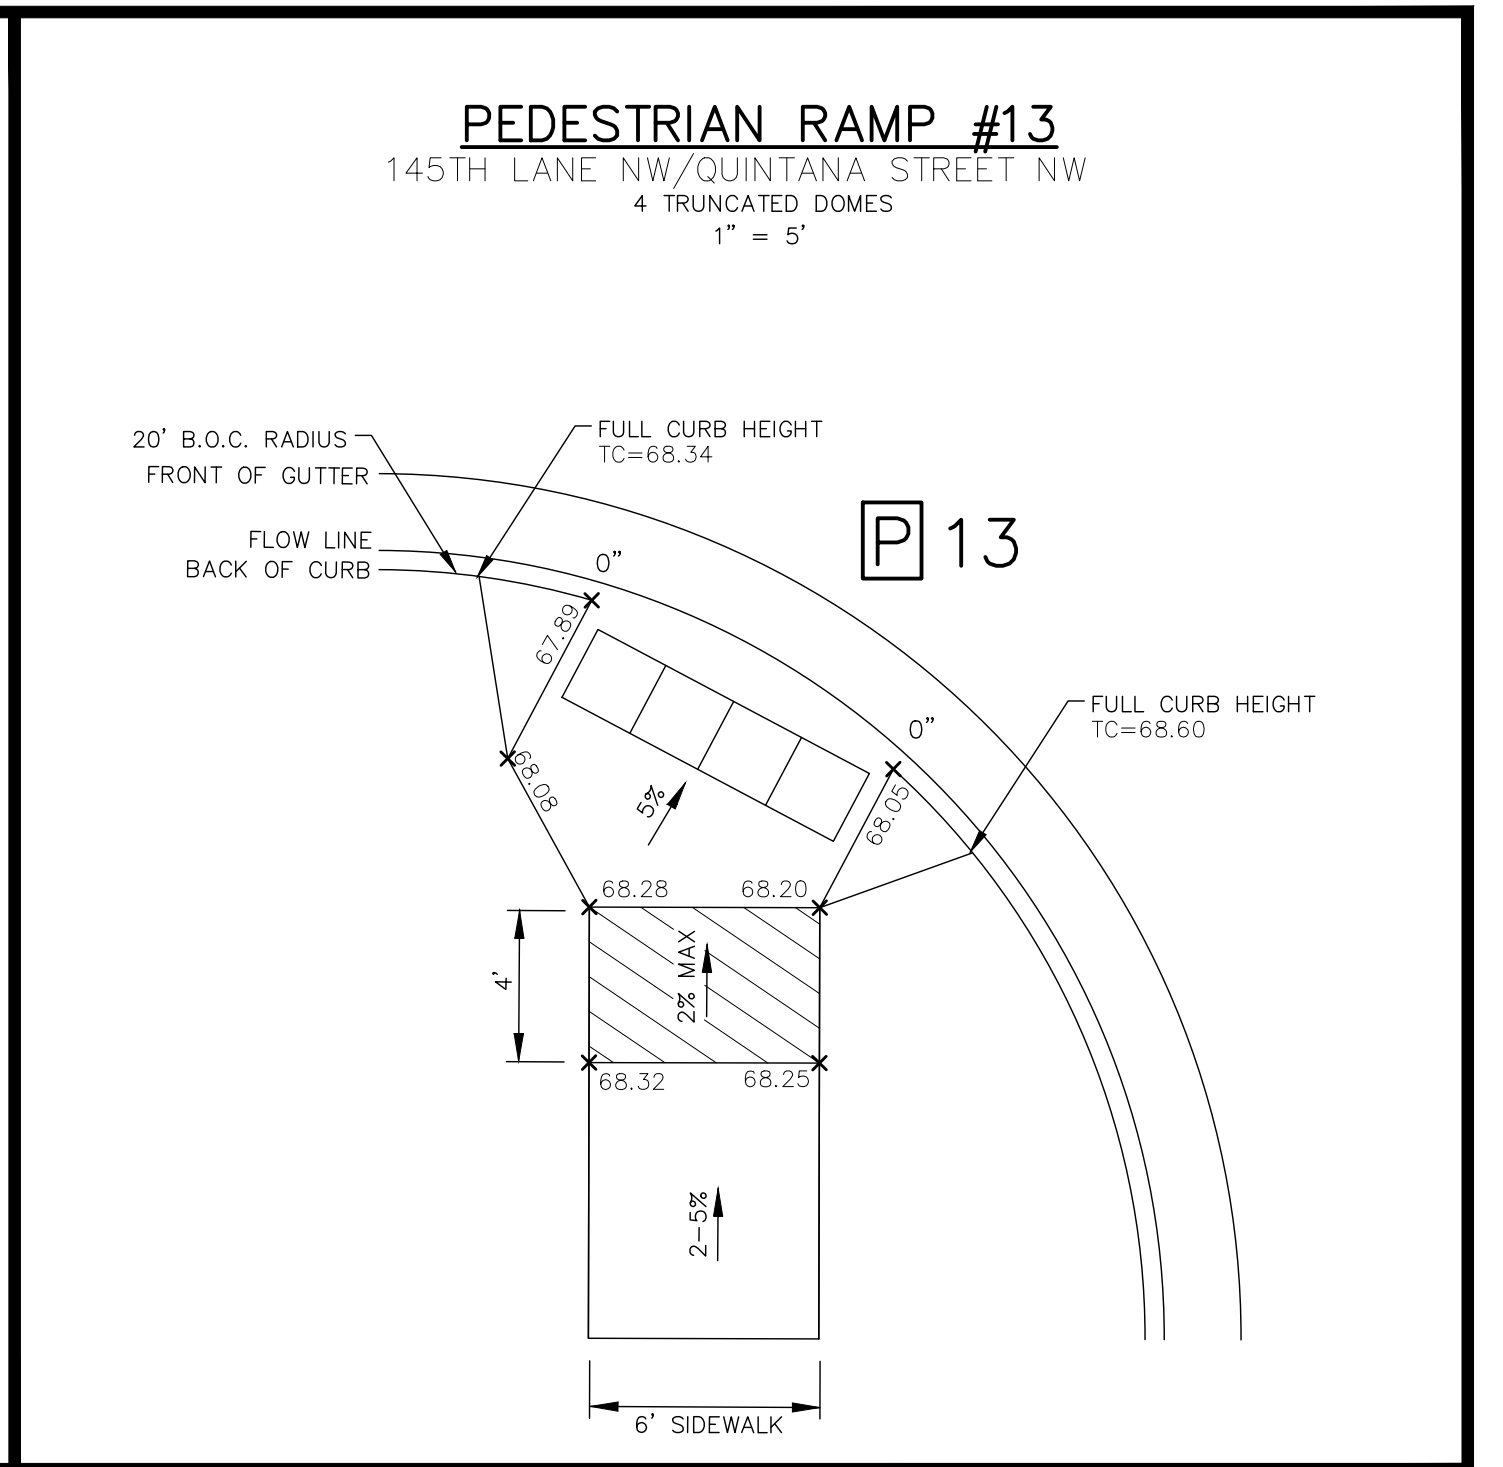 PEDESTRIAN RAMP #13
145TH LANE NW/QUINTANA STREET NW
4 TRUNCATED DOMES
1" = 5'
20' B.O.C. RADIUS
FULL CURB HEIGHT
TC=68.34
FRONT OF GUTTER
FLOW LINE
BACK OF CURB
0"
P 13
67.89
68.08
5%
0"
68.05
FULL CURB HEIGHT
TC=68.60
68.28
68.20
4'
2% MAX
68.32
68.25
2-5%
6' SIDEWALK